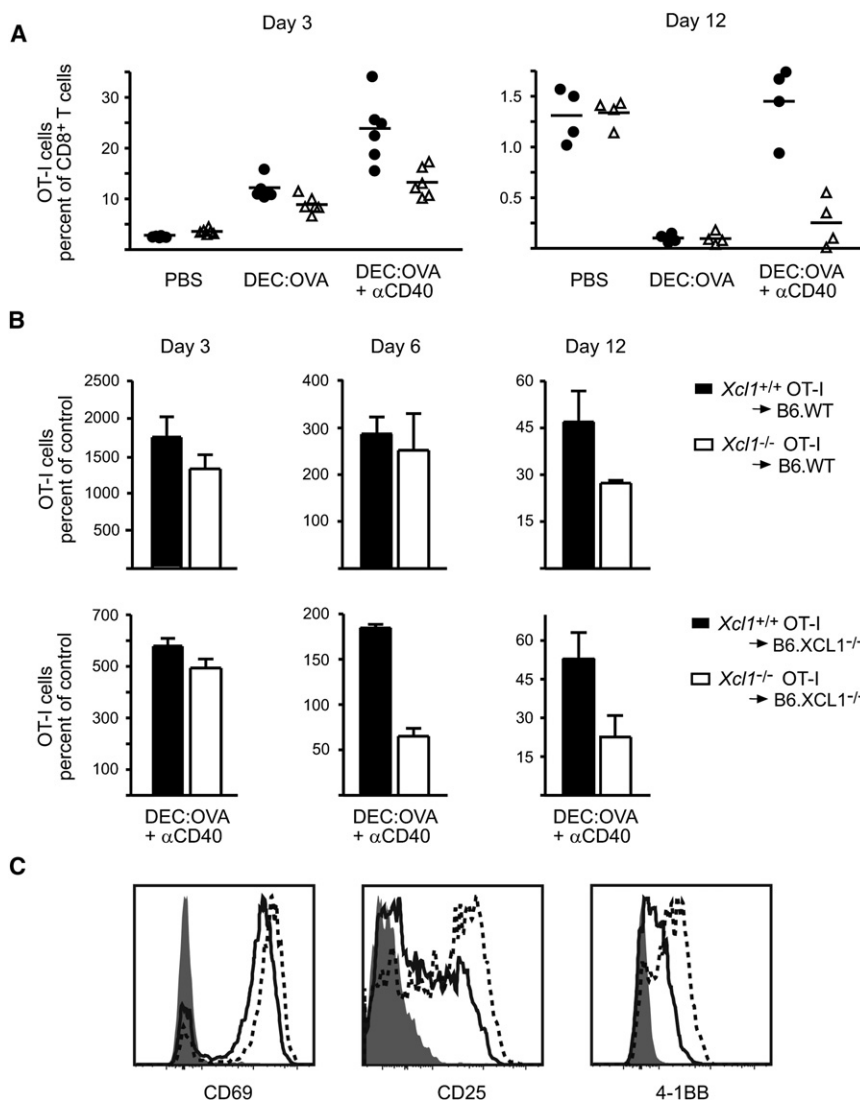 A
Day 3
Day 12
OT-I cells
percent of CD8+ T cells
30
20
10
1.5
1.0
0.5
PBS
DEC:OVA
DEC:OVA
+ αCD40
PBS
DEC:OVA
DEC:OVA
+ αCD40
B
Day 3
Day 6
Day 12
OT-I cells
percent of control
2500
2000
1500
1000
500
400
300
200
100
60
45
30
15
Xcl1+/+ OT-I
→ B6.WT
Xcl1-/- OT-I
→ B6.WT
OT-I cells
percent of control
700
500
300
100
200
150
100
50
60
45
30
15
Xcl1+/+ OT-I
→ B6.XCL1-/-
Xcl1-/- OT-I
→ B6.XCL1-/-
DEC:OVA
+ αCD40
DEC:OVA
+ αCD40
DEC:OVA
+ αCD40
C
CD69
CD25
4-1BB